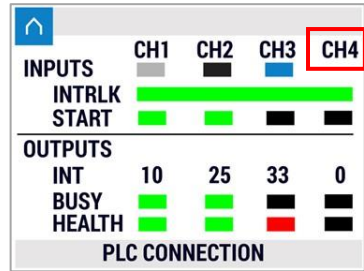 CH1 CH2 CH3 CH4
INPUTS
INTRLK
START
OUTPUTS
INT 10 25 33 0
BUSY
HEALTH
PLC CONNECTION